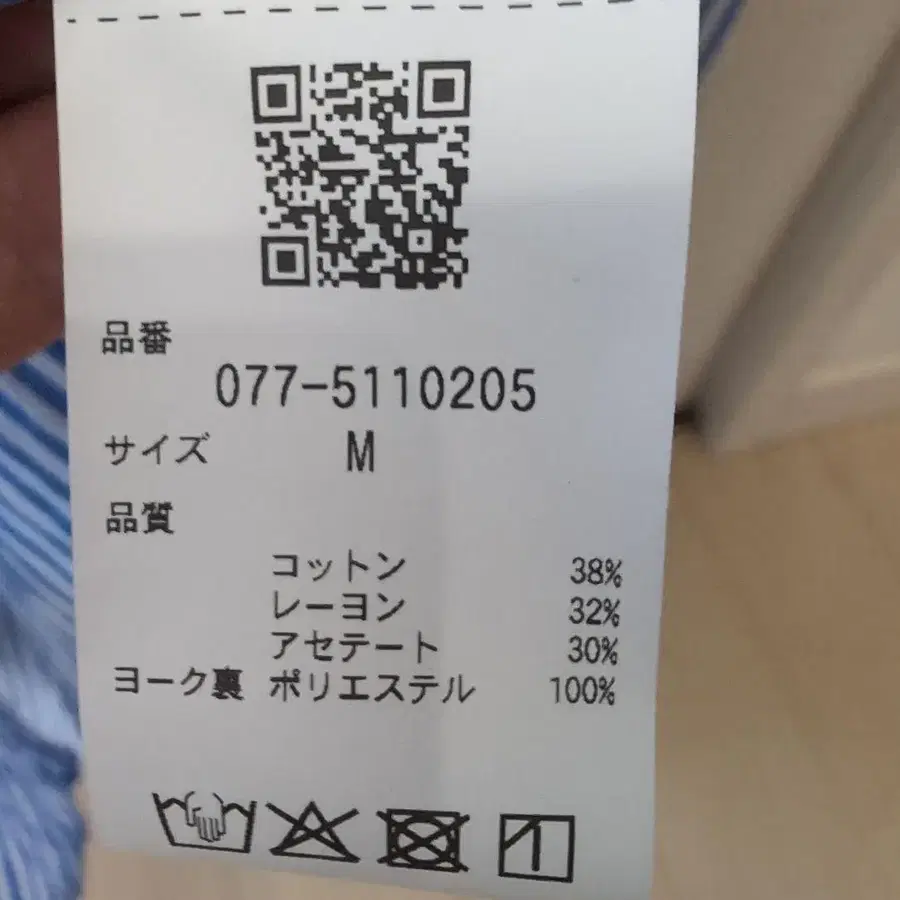 品番
077-5110205
サイズ M
品質
コットン 38%
レーヨン 32%
アセテート 30%
ヨーク裏 ポリエステル 100%